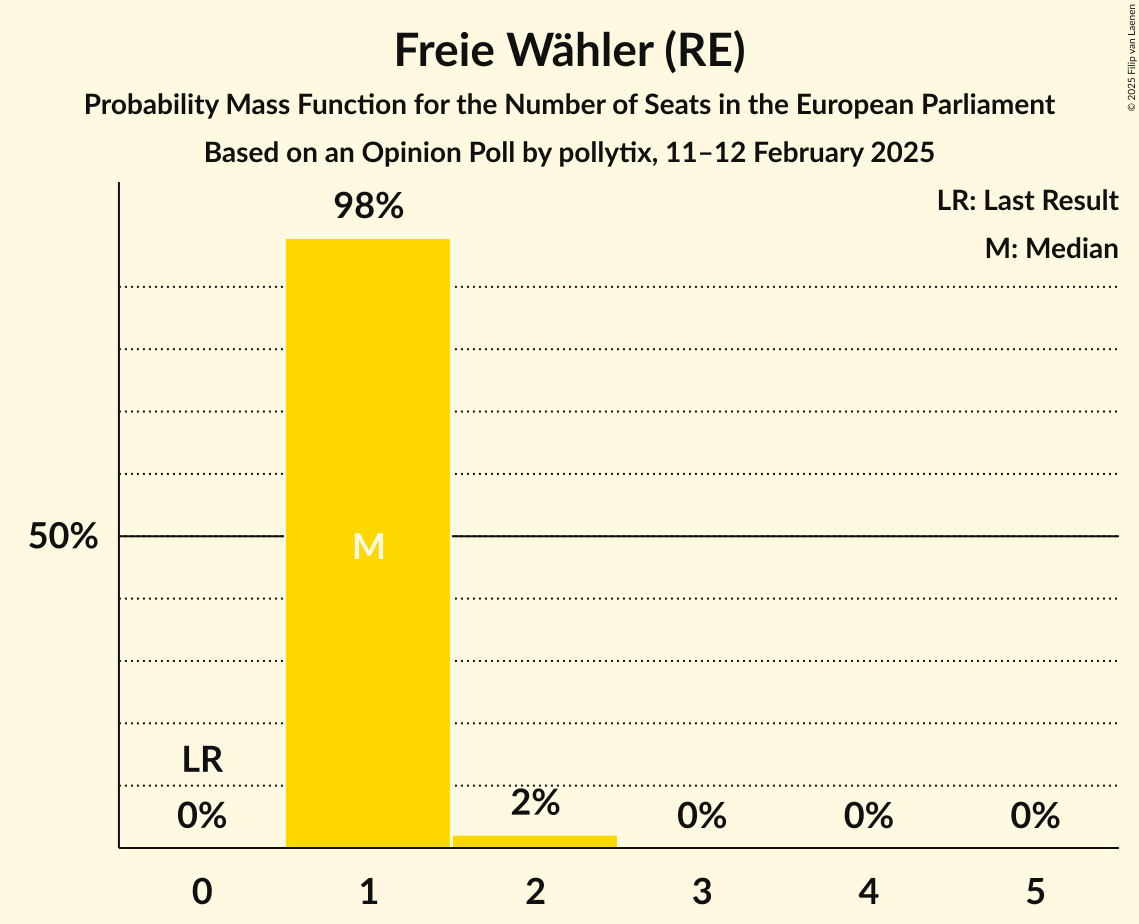 Freie Wähler (RE)
Probability Mass Function for the Number of Seats in the European Parliament
Based on an Opinion Poll by pollytix, 11–12 February 2025
© 2025 Filip van Laenen
LR: Last Result
M: Median
98%
50%
M
LR
0%
2%
0%
0%
0%
0 1 2 3 4 5